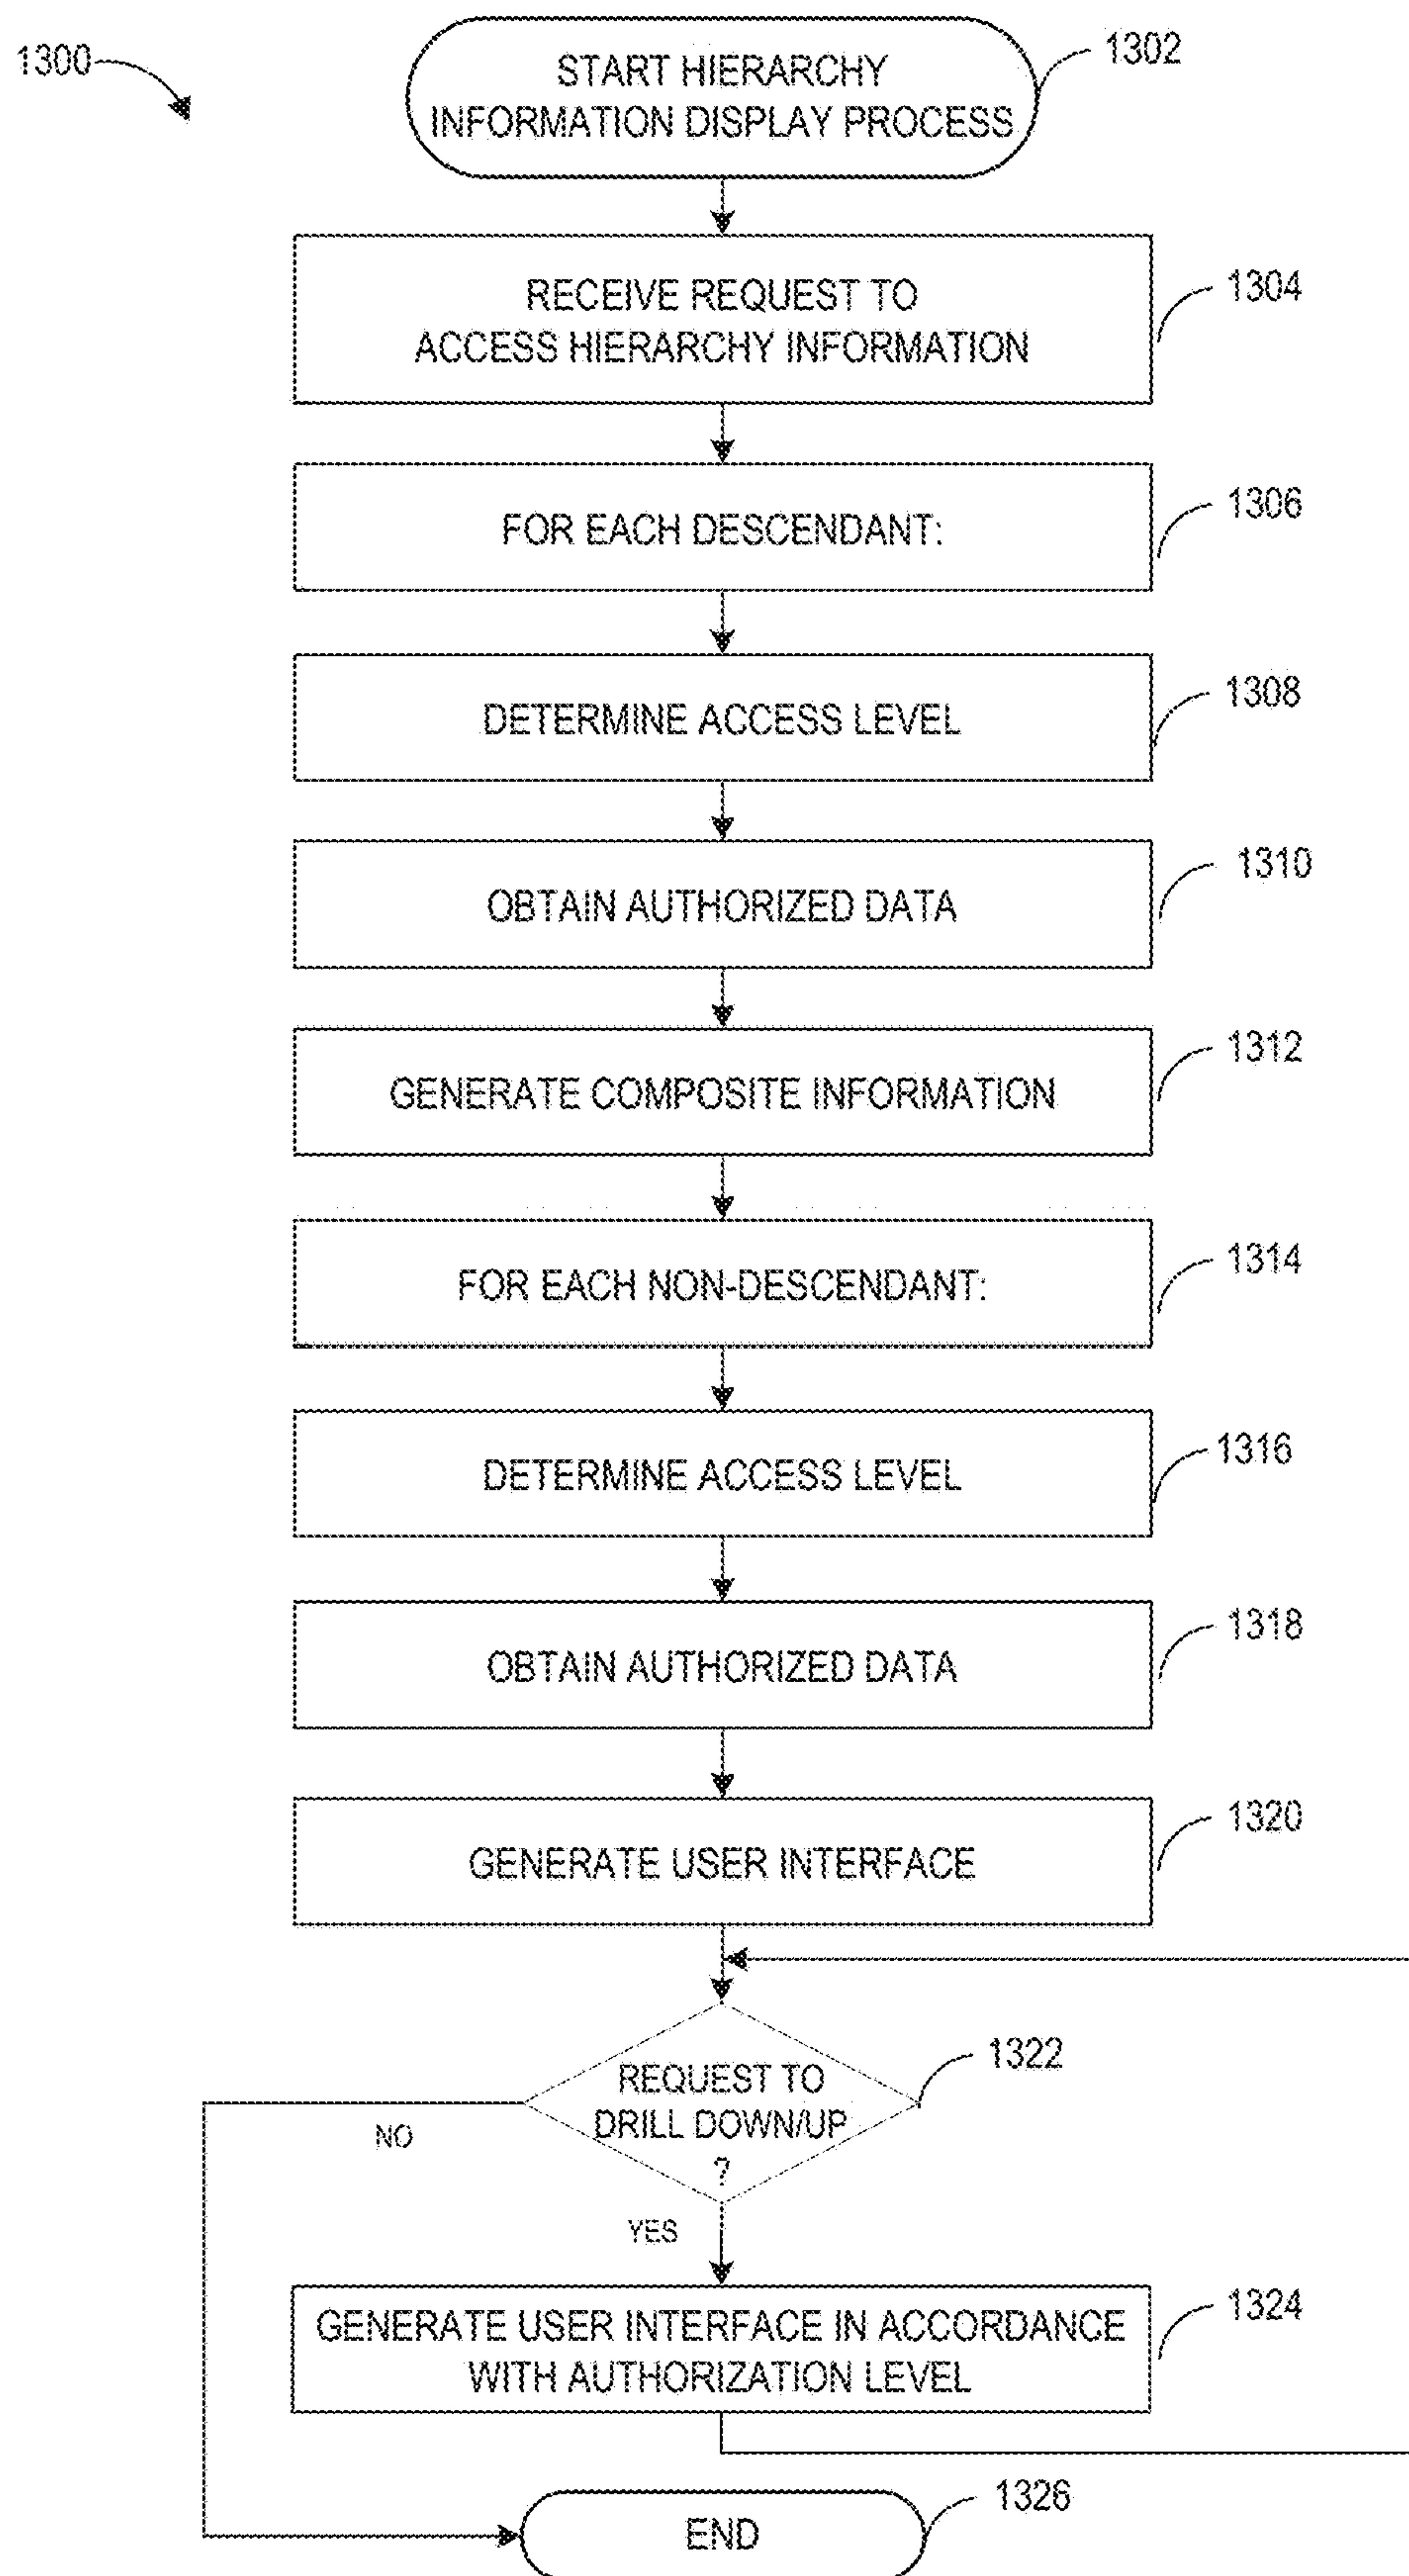 1300
START HIERARCHY
INFORMATION DISPLAY PROCESS
1302
RECEIVE REQUEST TO
ACCESS HIERARCHY INFORMATION
1304
FOR EACH DESCENDANT:
1306
DETERMINE ACCESS LEVEL
1308
OBTAIN AUTHORIZED DATA
1310
GENERATE COMPOSITE INFORMATION
1312
FOR EACH NON-DESCENDANT:
1314
DETERMINE ACCESS LEVEL
1316
OBTAIN AUTHORIZED DATA
1318
GENERATE USER INTERFACE
1320
REQUEST TO
DRILL DOWN/UP
?
1322
NO
YES
GENERATE USER INTERFACE IN ACCORDANCE
WITH AUTHORIZATION LEVEL
1324
END
1326